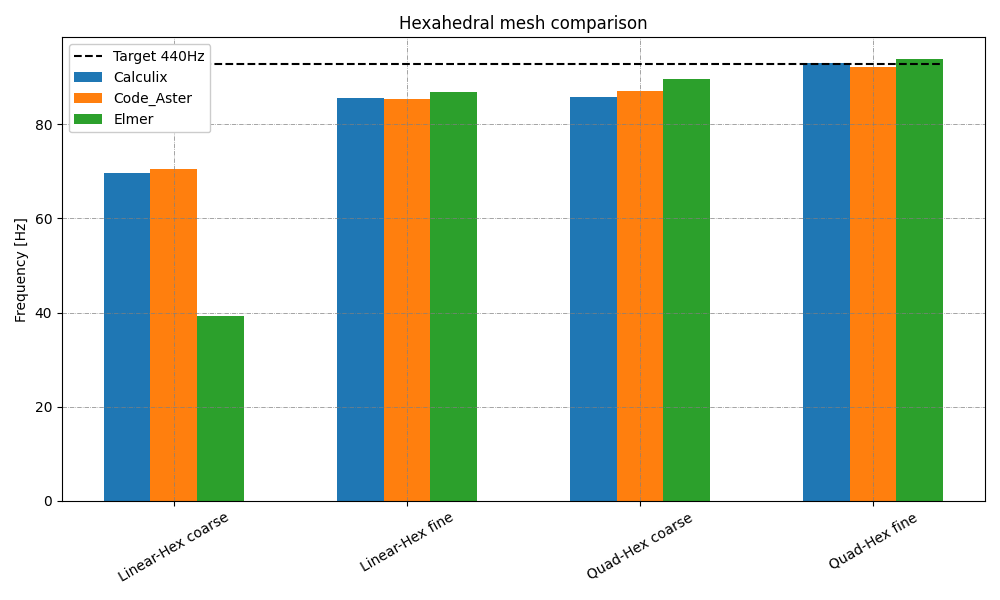 Hexahedral mesh comparison
Target 440Hz
Calculix
Code_Aster
Elmer
Frequency [Hz]
80
60
40
20
0
Linear-Hex coarse
Linear-Hex fine
Quad-Hex coarse
Quad-Hex fine